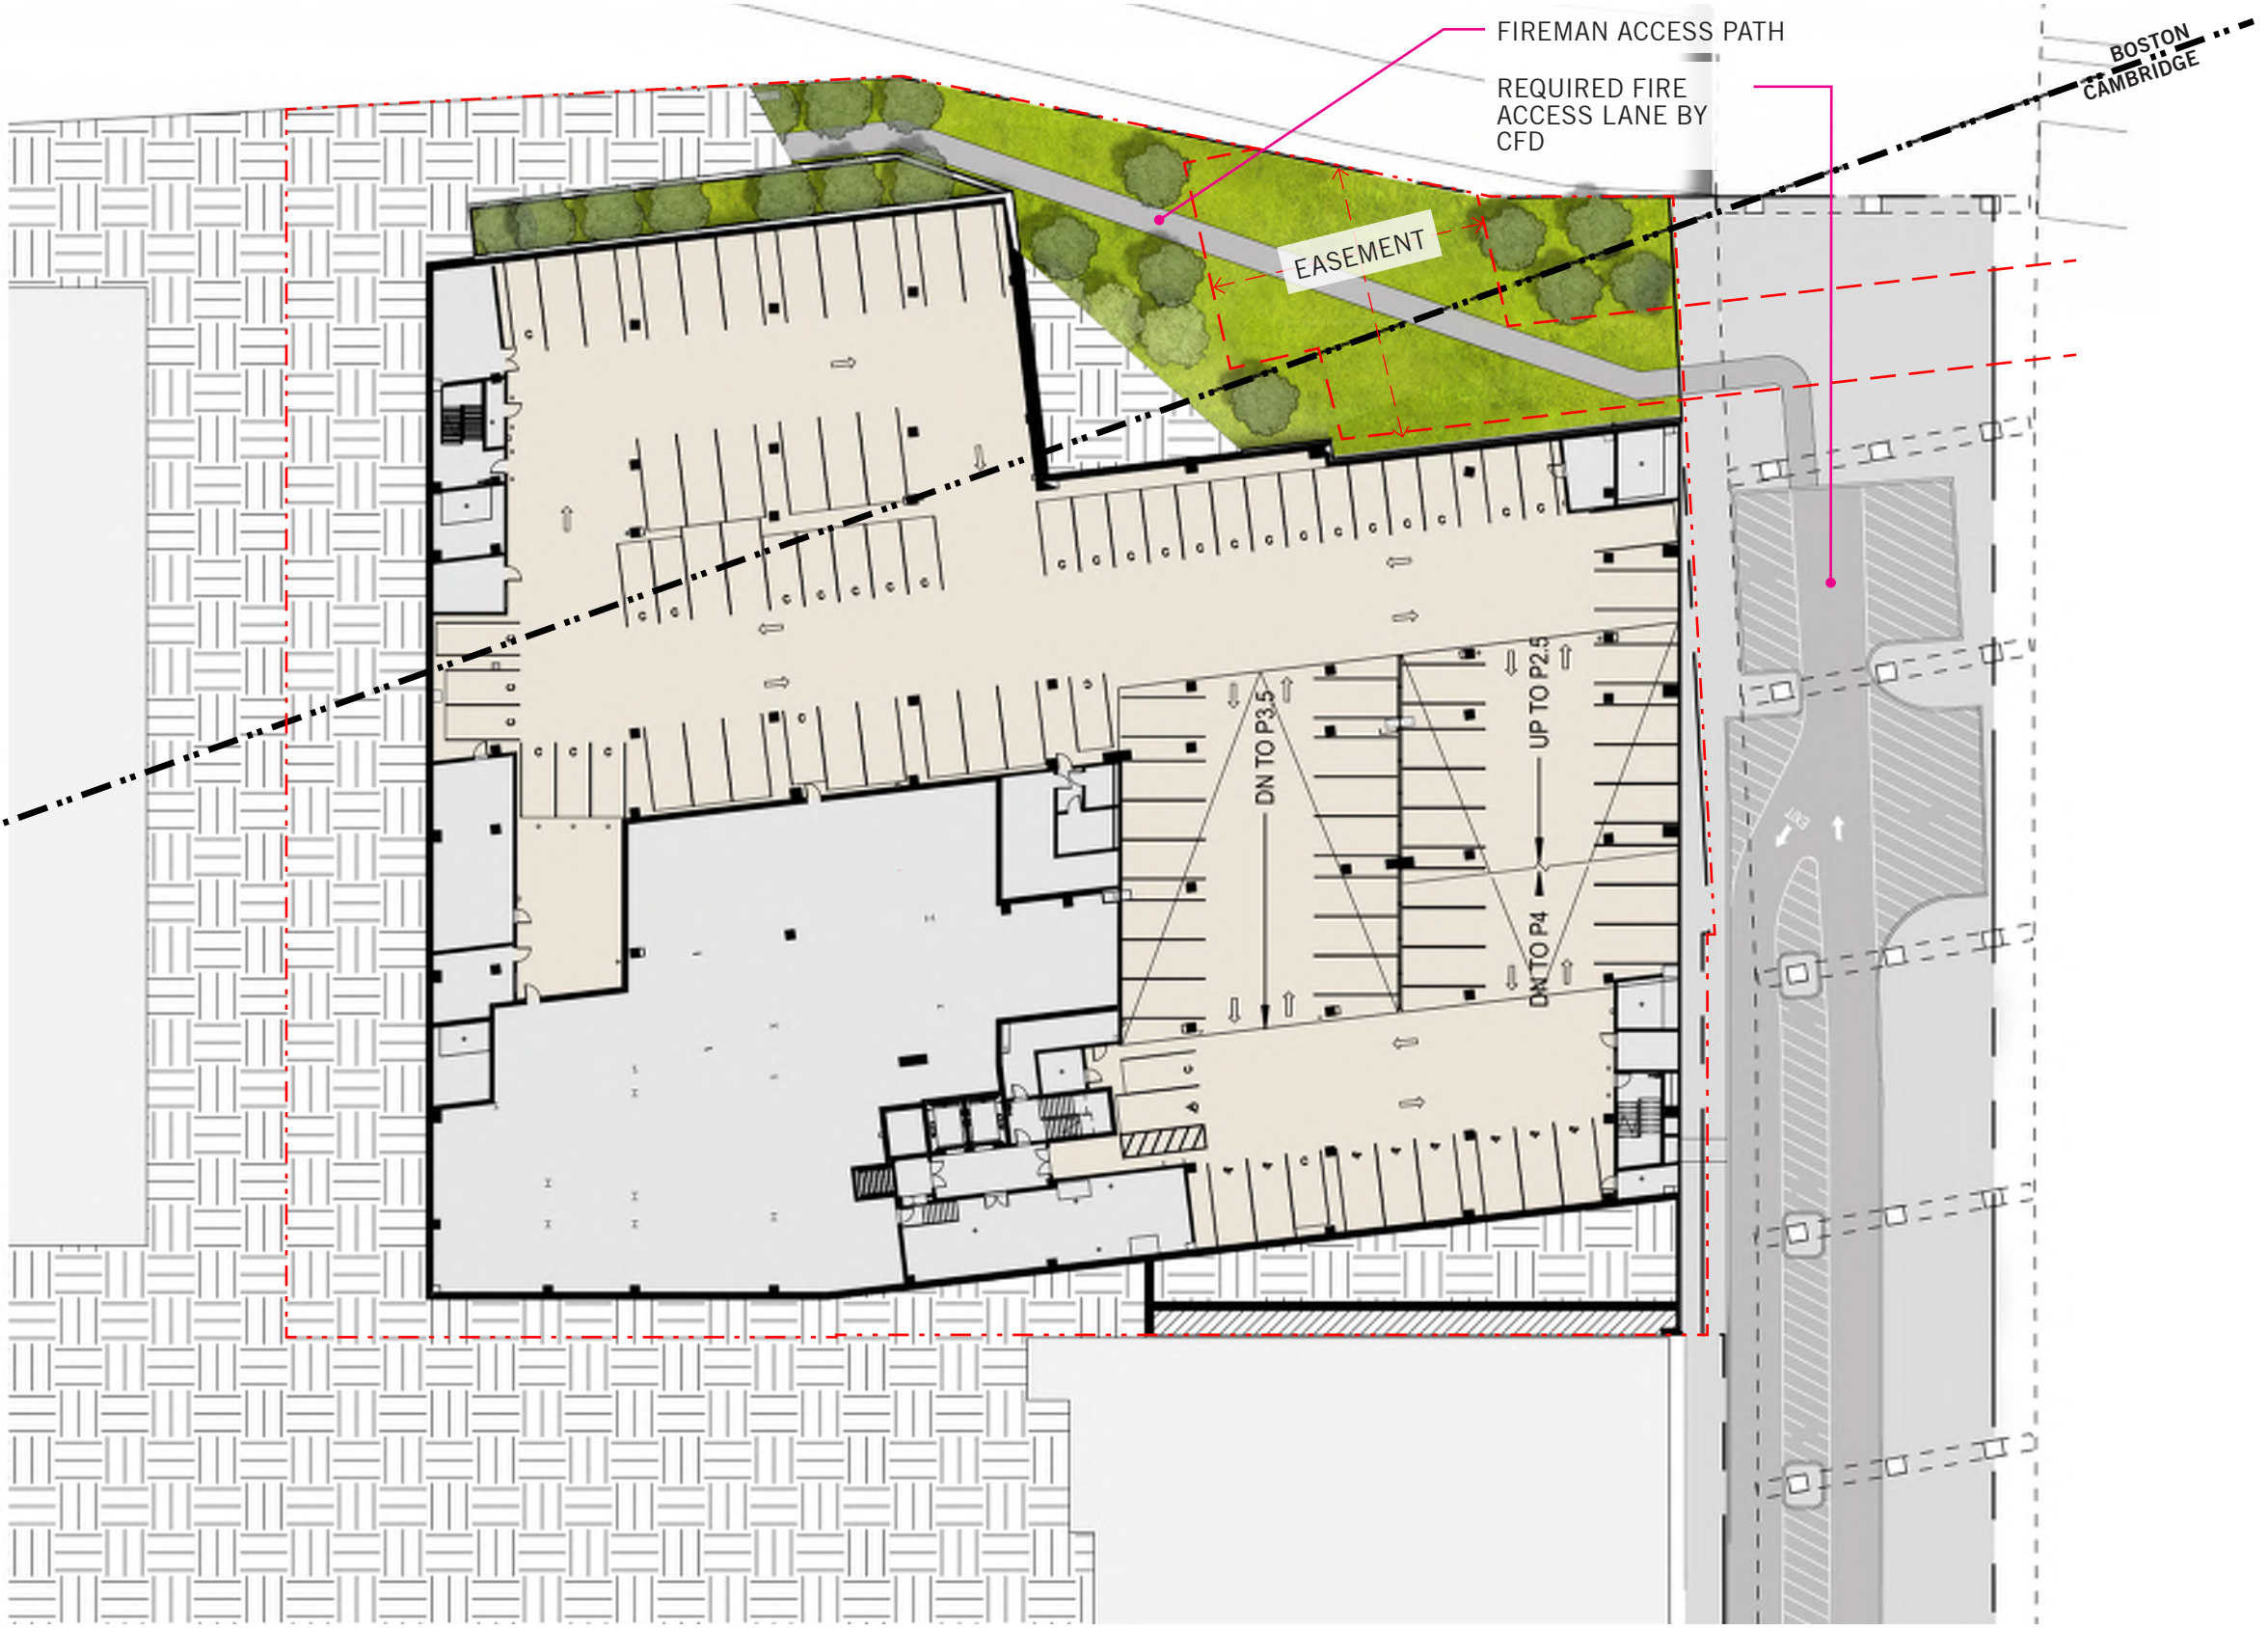 FIREMAN ACCESS PATH
REQUIRED FIRE
ACCESS LANE BY
CFD
BOSTON
CAMBRIDGE
EASEMENT
DN TO P3.5
UP TO P2.5
DN TO P4
EXIT